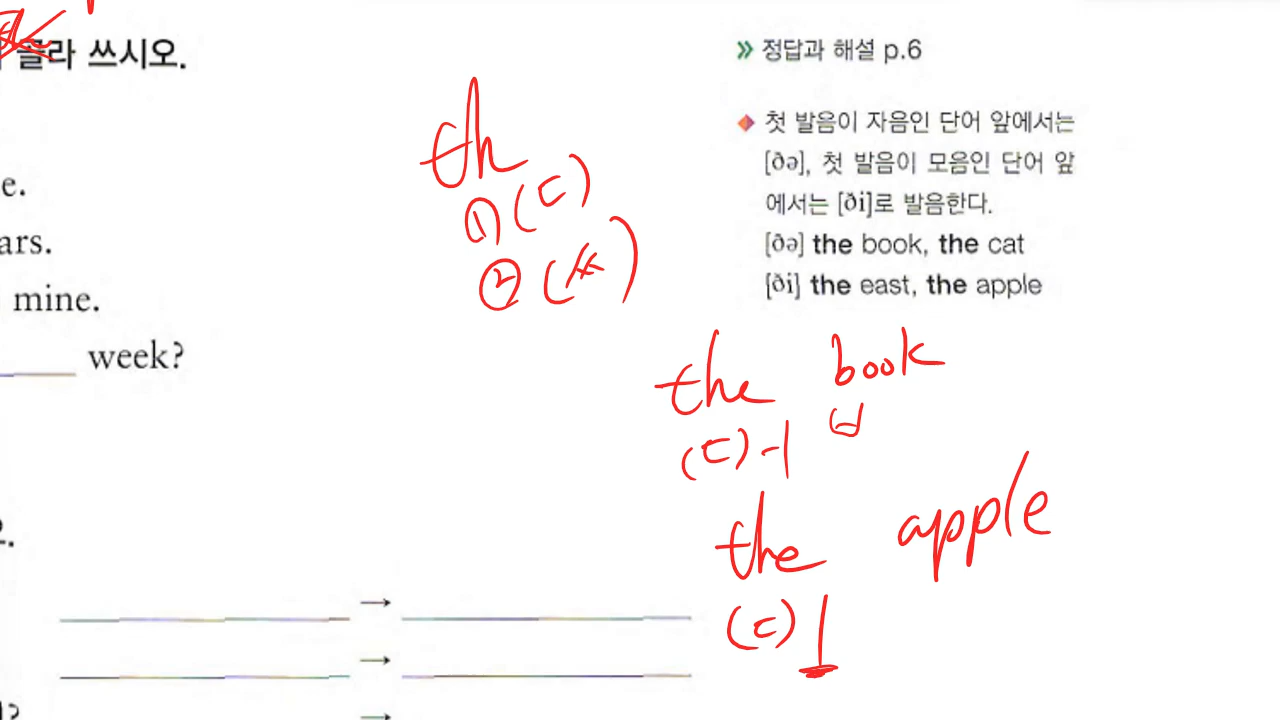 골라 쓰시오.
e.
ars.
mine.
week?
→
→
→
» 정답과 해설 p.6
첫 발음이 자음인 단어 앞에서는
[ðə], 첫 발음이 모음인 단어 앞
에서는 [ði]로 발음한다.
[ðə] the book, the cat
[ði] the east, the apple
th
① (ㄷ)
② (ㅆ)
the book
(ㄷ)ㅓ ㅂ
the apple
(ㄷ)ㅣ